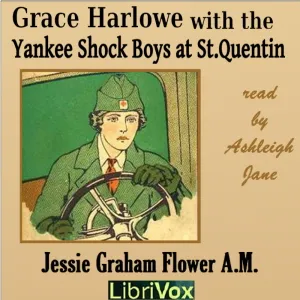 Grace Harlowe with the
Yankee Shock Boys at St.Quentin
read
by
Ashleigh
Jane
Jessie Graham Flower A.M.
LibriVox